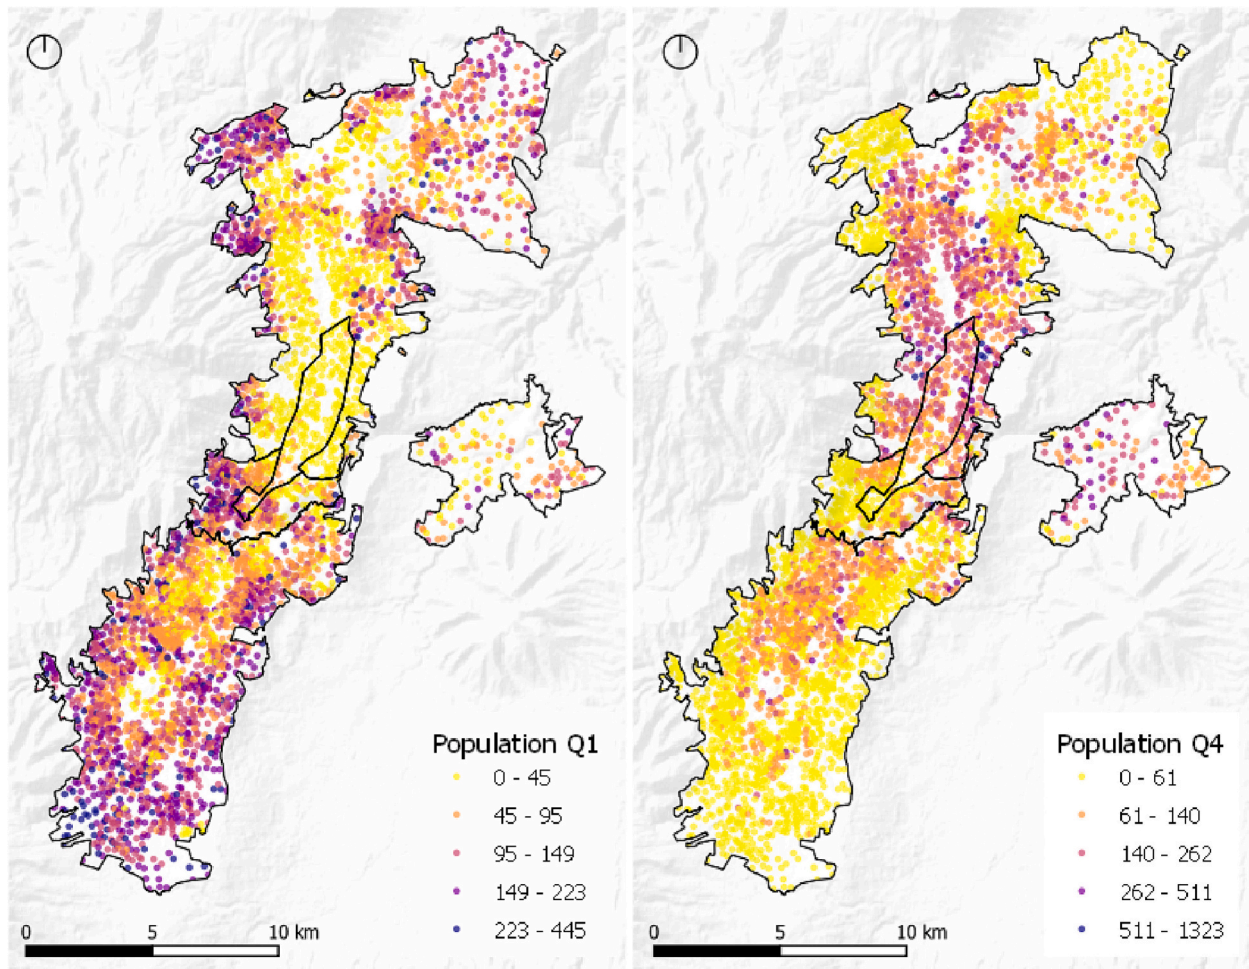 Population Q1
0 - 45
45 - 95
95 - 149
149 - 223
223 - 445
0 5 10 km
Population Q4
0 - 61
61 - 140
140 - 262
262 - 511
511 - 1323
0 5 10 km